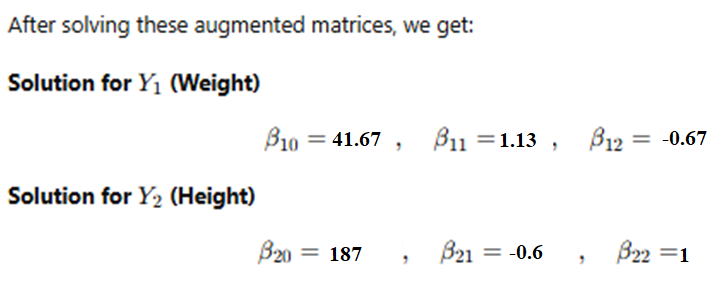 After solving these augmented matrices, we get:
Solution for Y₁ (Weight)
β₁₀ = 41.67 , β₁₁ =1.13 , β₁₂ = -0.67
Solution for Y₂ (Height)
β₂₀ = 187 , β₂₁ = -0.6 , β₂₂ =1